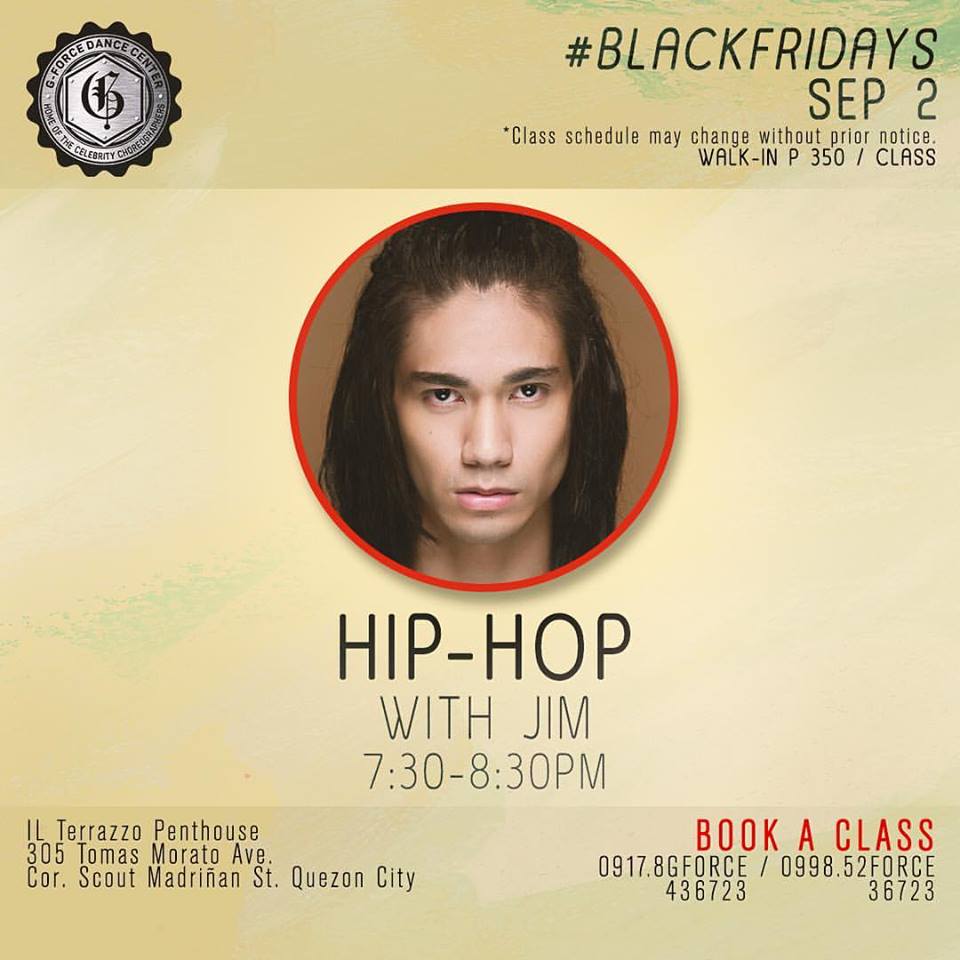 G-FORCE DANCE CENTER
G
HOME OF THE CELEBRITY CHOREOGRAPHERS
#BLACKFRIDAYS
SEP 2
*Class schedule may change without prior notice.
WALK-IN P 350 / CLASS
HIP-HOP
WITH JIM
7:30-8:30PM
IL Terrazzo Penthouse
305 Tomas Morato Ave.
Cor. Scout Madriñan St. Quezon City
BOOK A CLASS
0917.8GFORCE / 0998.52FORCE
436723 36723